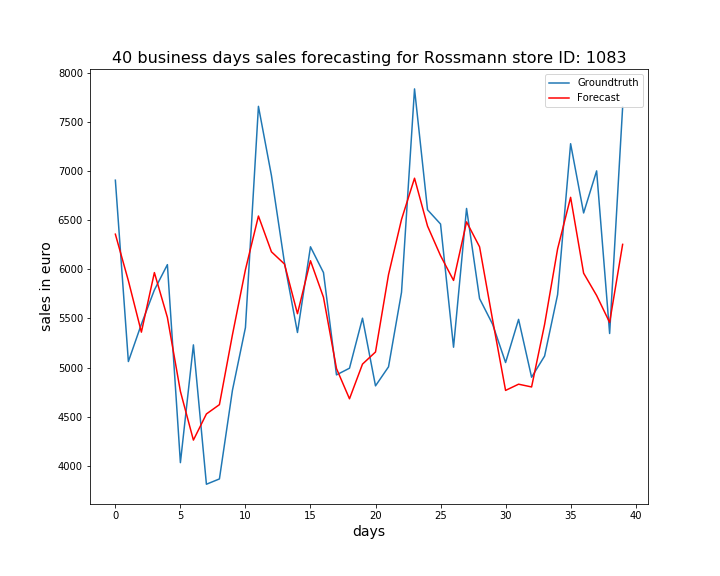 40 business days sales forecasting for Rossmann store ID: 1083
Groundtruth
Forecast
8000
7500
7000
6500
6000
5500
5000
4500
4000
sales in euro
0 5 10 15 20 25 30 35 40
days